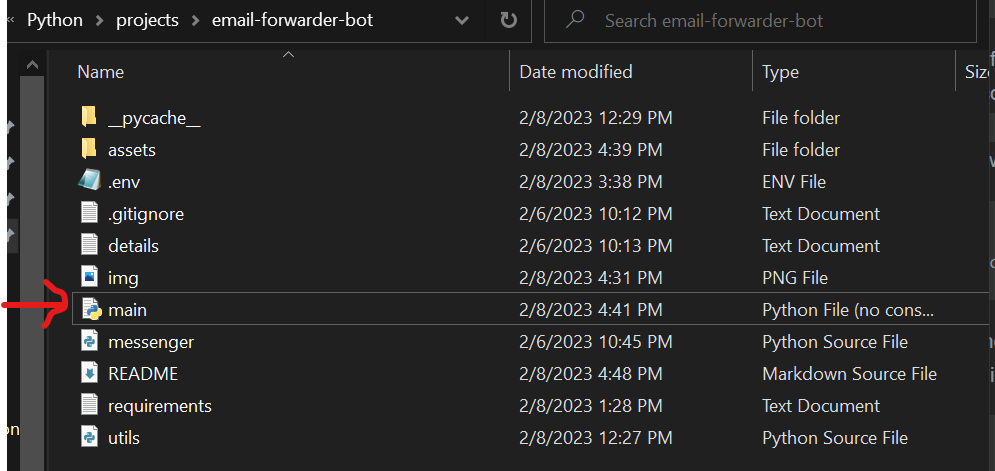 Python > projects > email-forwarder-bot Search email-forwarder-bot
Name Date modified Type Siz
__pycache__ 2/8/2023 12:29 PM File folder
assets 2/8/2023 4:39 PM File folder
.env 2/8/2023 3:38 PM ENV File
.gitignore 2/6/2023 10:12 PM Text Document
details 2/6/2023 10:13 PM Text Document
img 2/8/2023 4:31 PM PNG File
main 2/8/2023 4:41 PM Python File (no cons...
messenger 2/6/2023 10:45 PM Python Source File
README 2/8/2023 4:48 PM Markdown Source File
requirements 2/8/2023 1:28 PM Text Document
utils 2/8/2023 12:27 PM Python Source File